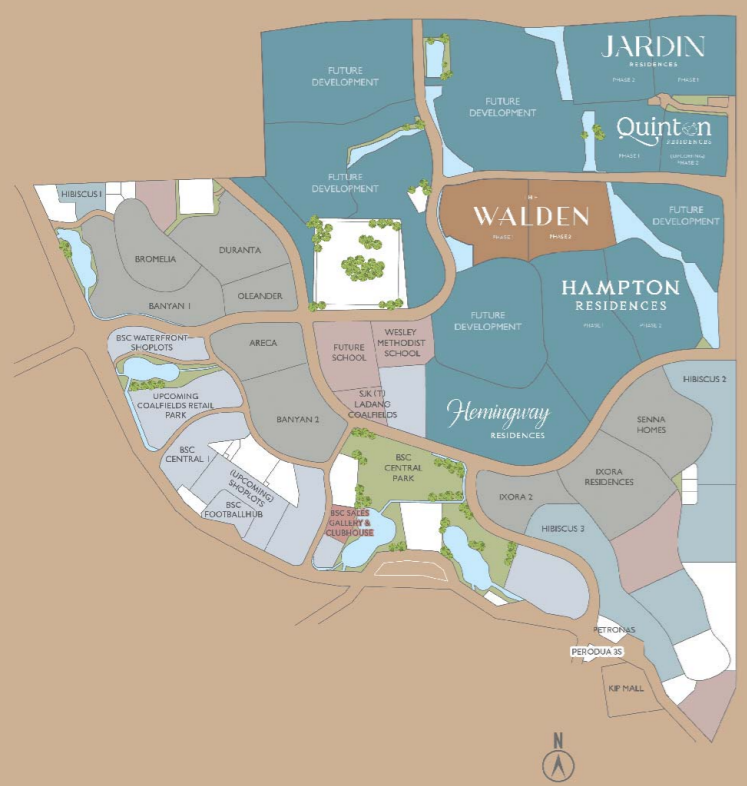 JARDIN
RESIDENCES
PHASE 2
PHASE 1
FUTURE
DEVELOPMENT
FUTURE
DEVELOPMENT
Quinton
RESIDENCES
PHASE 1
PHASE 2
FUTURE
DEVELOPMENT
HIBISCUS 1
WALDEN
PHASE 1
PHASE 2
FUTURE
DEVELOPMENT
DURANTA
BROMELIA
OLEANDER
BANYAN 1
HAMPTON
RESIDENCES
PHASE 1
PHASE 2
FUTURE
DEVELOPMENT
BSC WATERFRONT
SHOPLOTS
ARECA
FUTURE
SCHOOL
WESLEY
METHODIST
SCHOOL
HIBISCUS 2
UPCOMING
COALFIELDS RETAIL
PARK
S.K (T)
LADANG
COALFIELDS
BANYAN 2
Hemingway
RESIDENCES
SENNA
HOMES
BSC
CENTRAL 1
BSC
CENTRAL
PARK
IXORA
RESIDENCES
(UPCOMING)
SHOPLOTS
IXORA 2
BSC
FOOTBALLHUB
BSC SALES
GALLERY &
CLUBHOUSE
HIBISCUS 3
PETRONAS
PERODUA 3S
KIP MALL
N